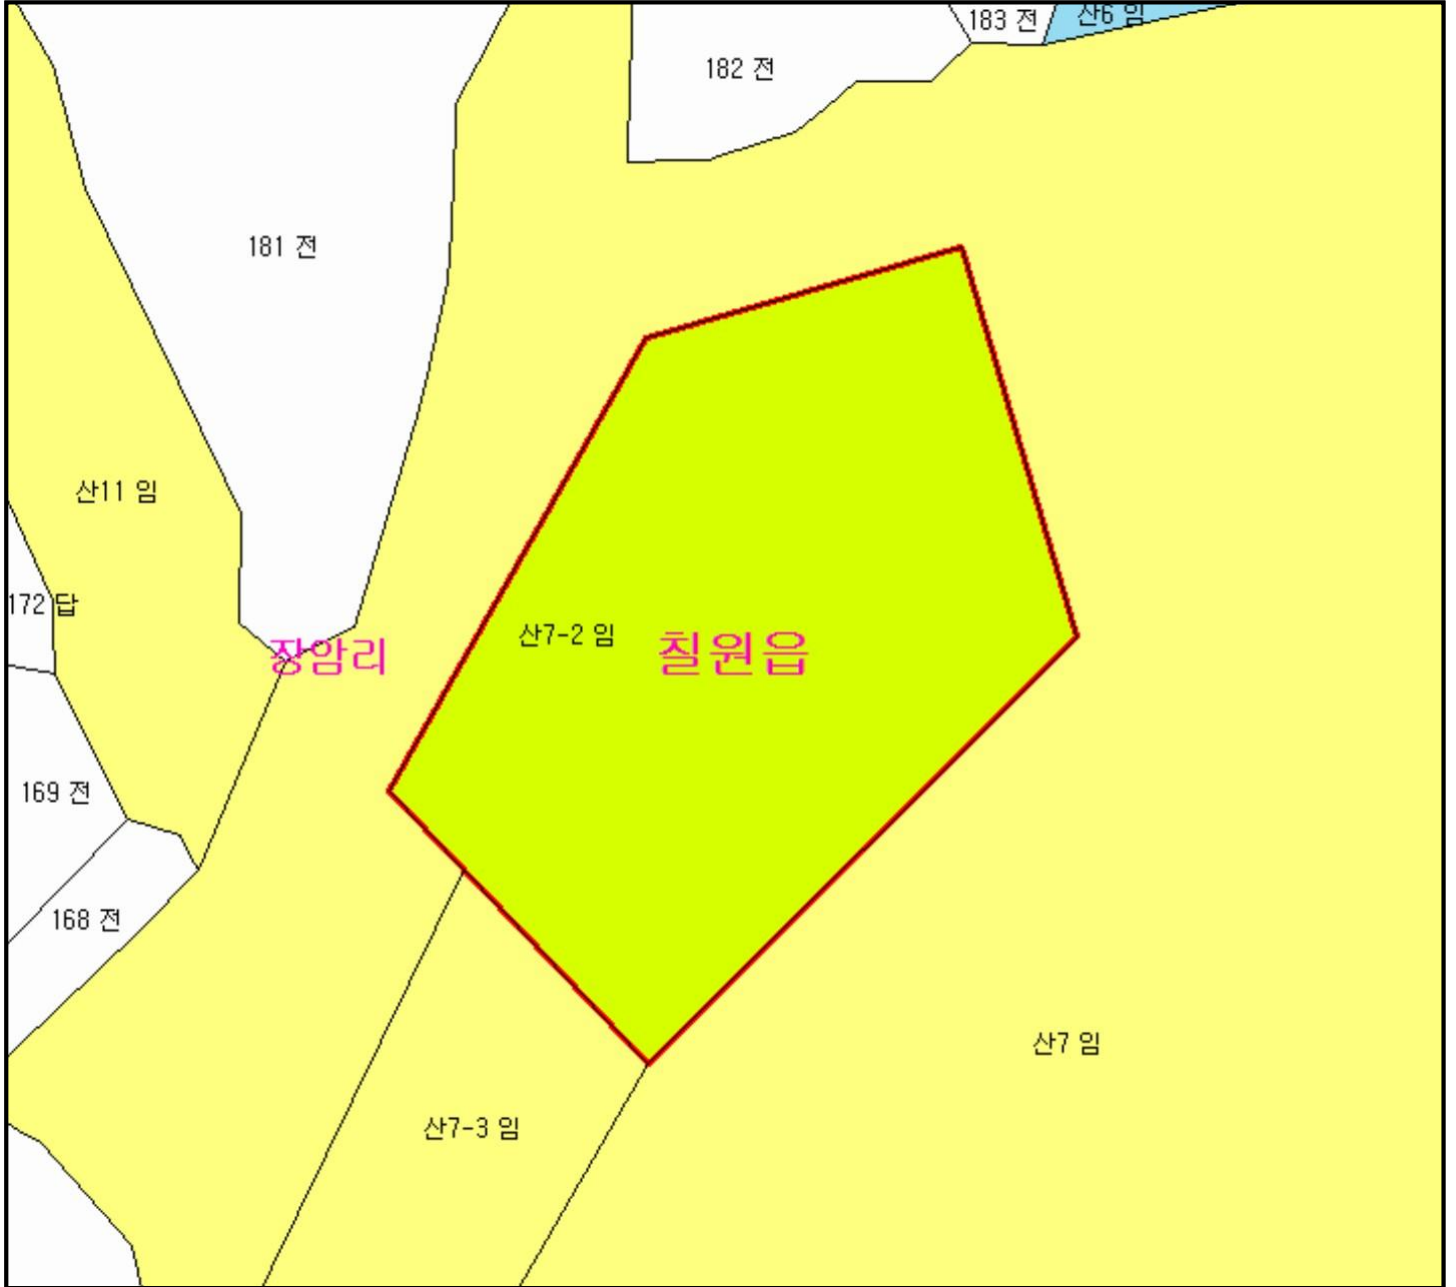 183 전
산6 임
182 전
181 전
산11 임
172 답
산7-2 임
장암리
칠원읍
169 전
168 전
산7 임
산7-3 임